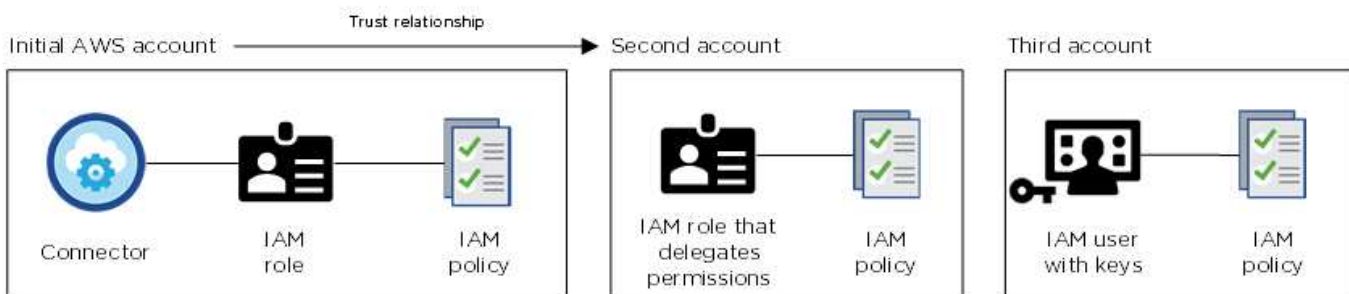 Trust relationship
Initial AWS account
Second account
Third account
Connector
IAM
role
IAM
policy
IAM role that
delegates
permissions
IAM
policy
IAM user
with keys
IAM
policy